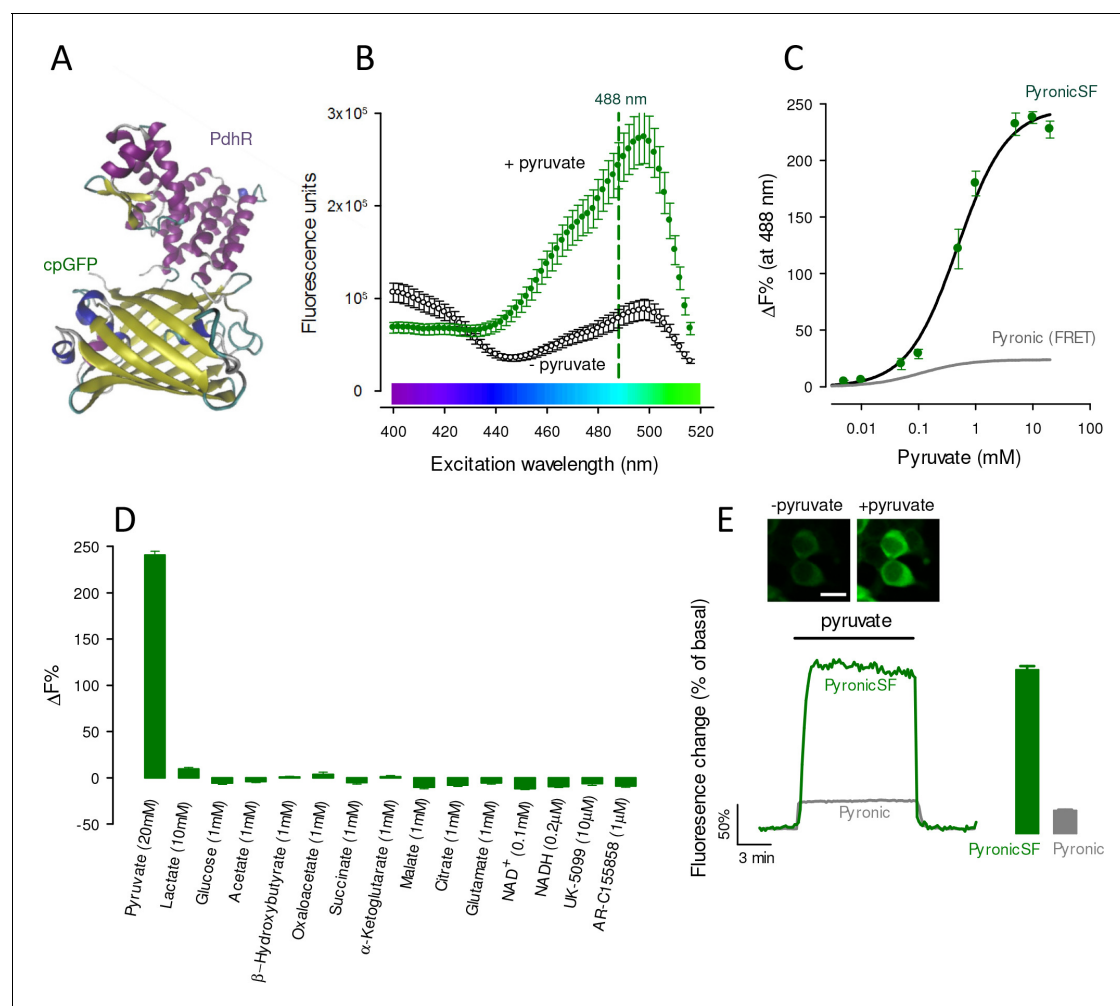 A
PdhR
cpGFP
B
488 nm
+ pyruvate
- pyruvate
Fluorescence units
3x10⁵
2x10⁵
10⁵
0
400 420 440 460 480 500 520
Excitation wavelength (nm)
C
PyronicSF
Pyronic (FRET)
ΔF% (at 488 nm)
250
200
150
100
50
0
0.01 0.1 1 10 100
Pyruvate (mM)
D
ΔF%
250
200
150
100
50
0
-50
Pyruvate (20mM)
Lactate (10mM)
Glucose (1mM)
Acetate (1mM)
β−Hydroxybutyrate (1mM)
Oxaloacetate (1mM)
Succinate (1mM)
α-Ketoglutarate (1mM)
Malate (1mM)
Citrate (1mM)
Glutamate (1mM)
NAD⁺ (0.1mM)
NADH (0.2µM)
UK-5099 (10µM)
AR-C155858 (1µM)
E
-pyruvate +pyruvate
Fluoresence change (% of basal)
pyruvate
PyronicSF
Pyronic
50%
3 min
PyronicSF
Pyronic